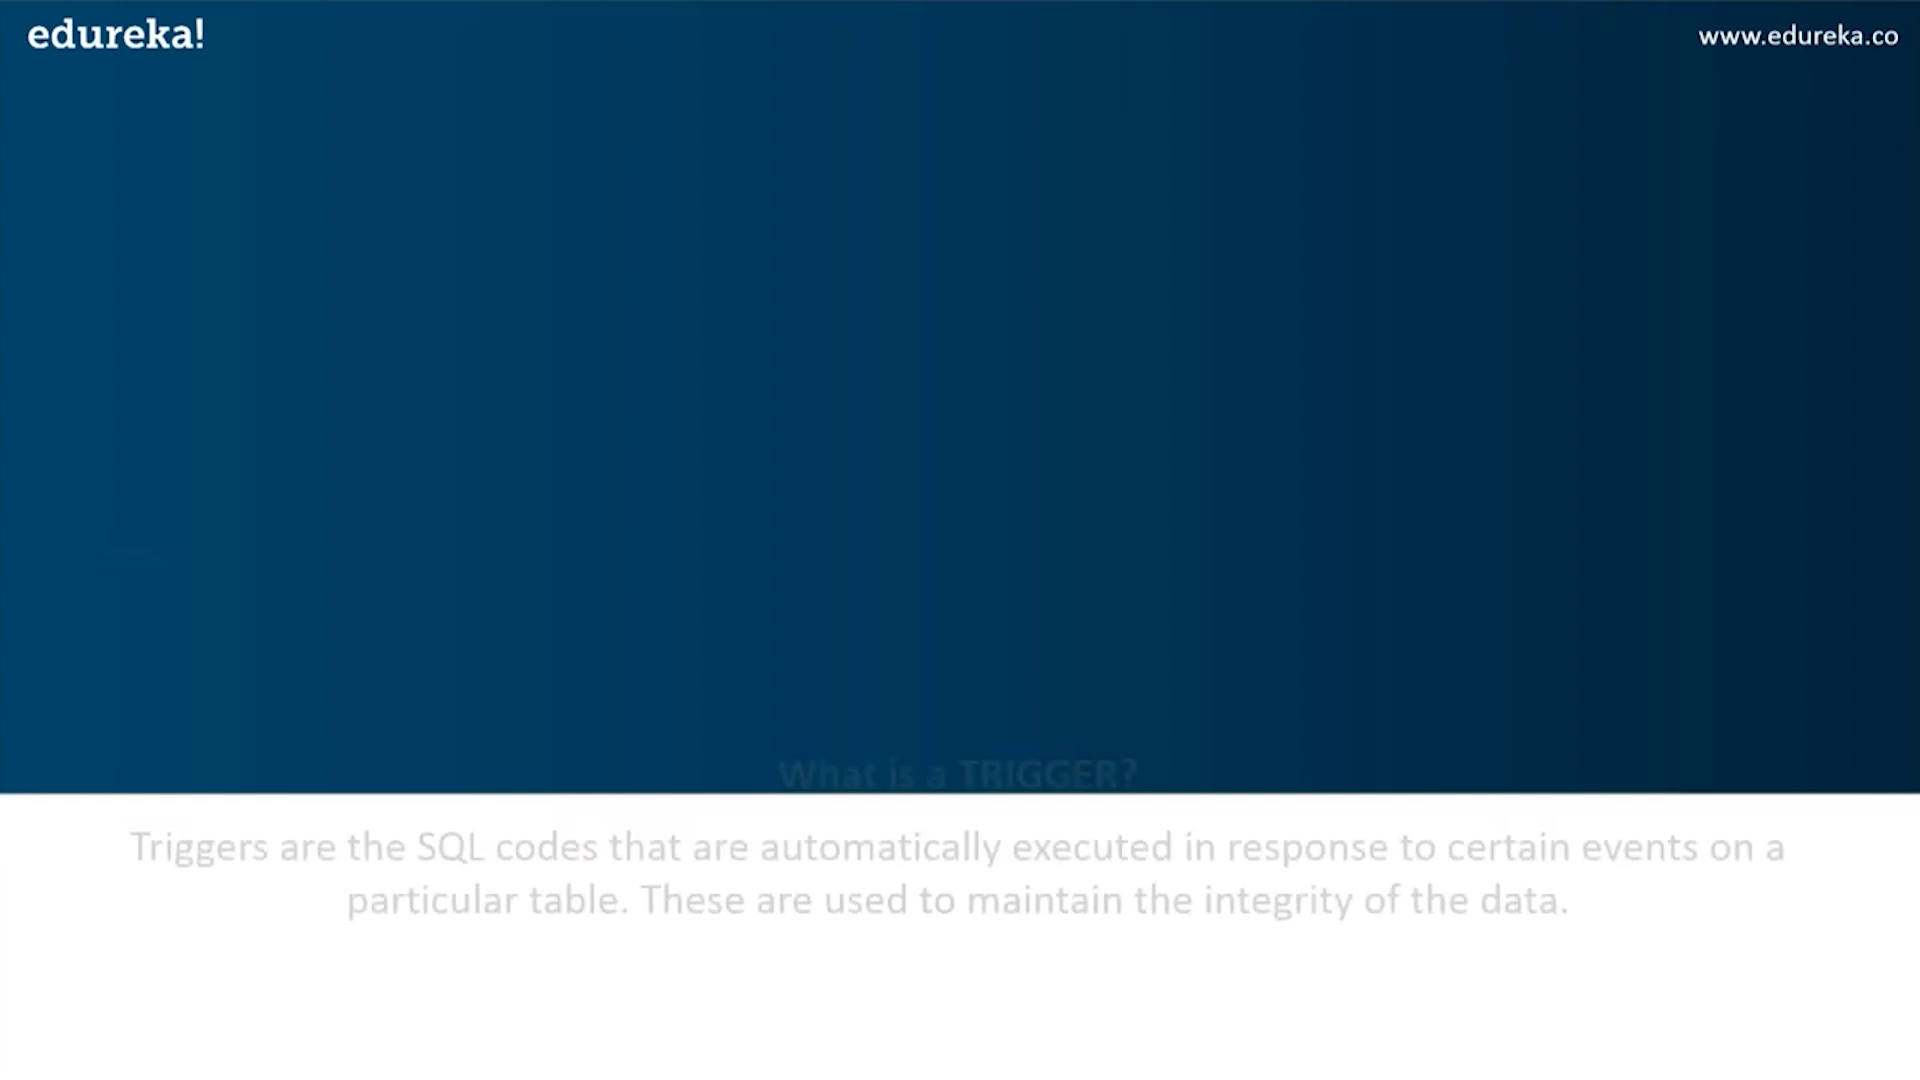 edureka!
www.edureka.co
What is a TRIGGER?
Triggers are the SQL codes that are automatically executed in response to certain events on a
particular table. These are used to maintain the integrity of the data.